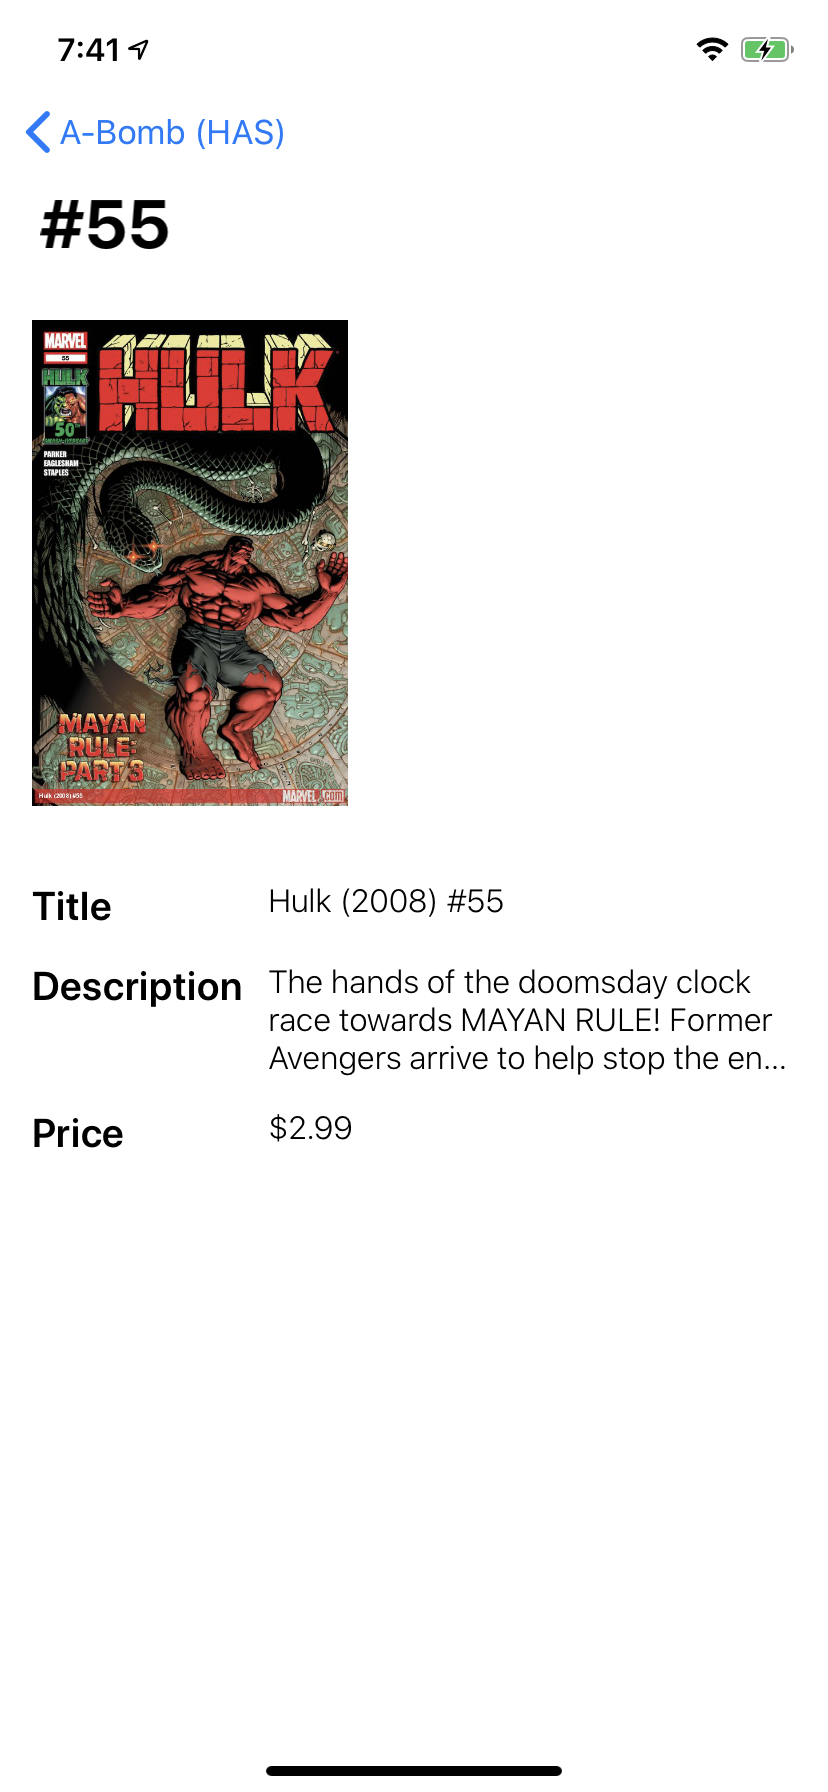 7:41
A-Bomb (HAS)
#55
MARVEL
55
HULK
HULK
50
PARKER
EAGLESHAM
STAPLES
MAYAN
RULE:
PART 3
Hulk (2008) #55
MARVEL.com
Title
Hulk (2008) #55
Description
The hands of the doomsday clock
race towards MAYAN RULE! Former
Avengers arrive to help stop the en...
Price
$2.99